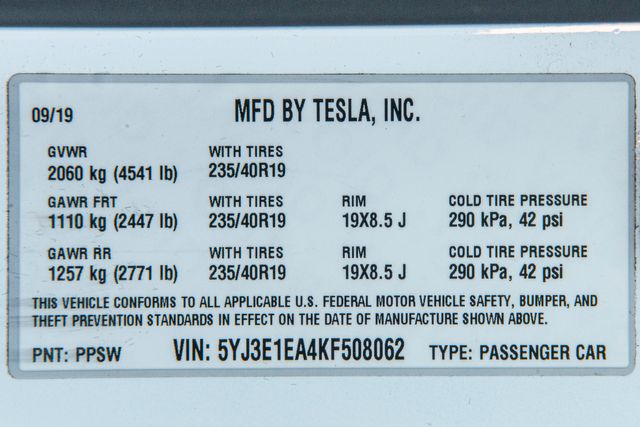 09/19 MFD BY TESLA, INC.
GVWR WITH TIRES
2060 kg (4541 lb) 235/40R19
GAWR FRT WITH TIRES RIM COLD TIRE PRESSURE
1110 kg (2447 lb) 235/40R19 19X8.5 J 290 kPa, 42 psi
GAWR RR WITH TIRES RIM COLD TIRE PRESSURE
1257 kg (2771 lb) 235/40R19 19X8.5 J 290 kPa, 42 psi
THIS VEHICLE CONFORMS TO ALL APPLICABLE U.S. FEDERAL MOTOR VEHICLE SAFETY, BUMPER, AND
THEFT PREVENTION STANDARDS IN EFFECT ON THE DATE OF MANUFACTURE SHOWN ABOVE.
PNT: PPSW VIN: 5YJ3E1EA4KF508062 TYPE: PASSENGER CAR